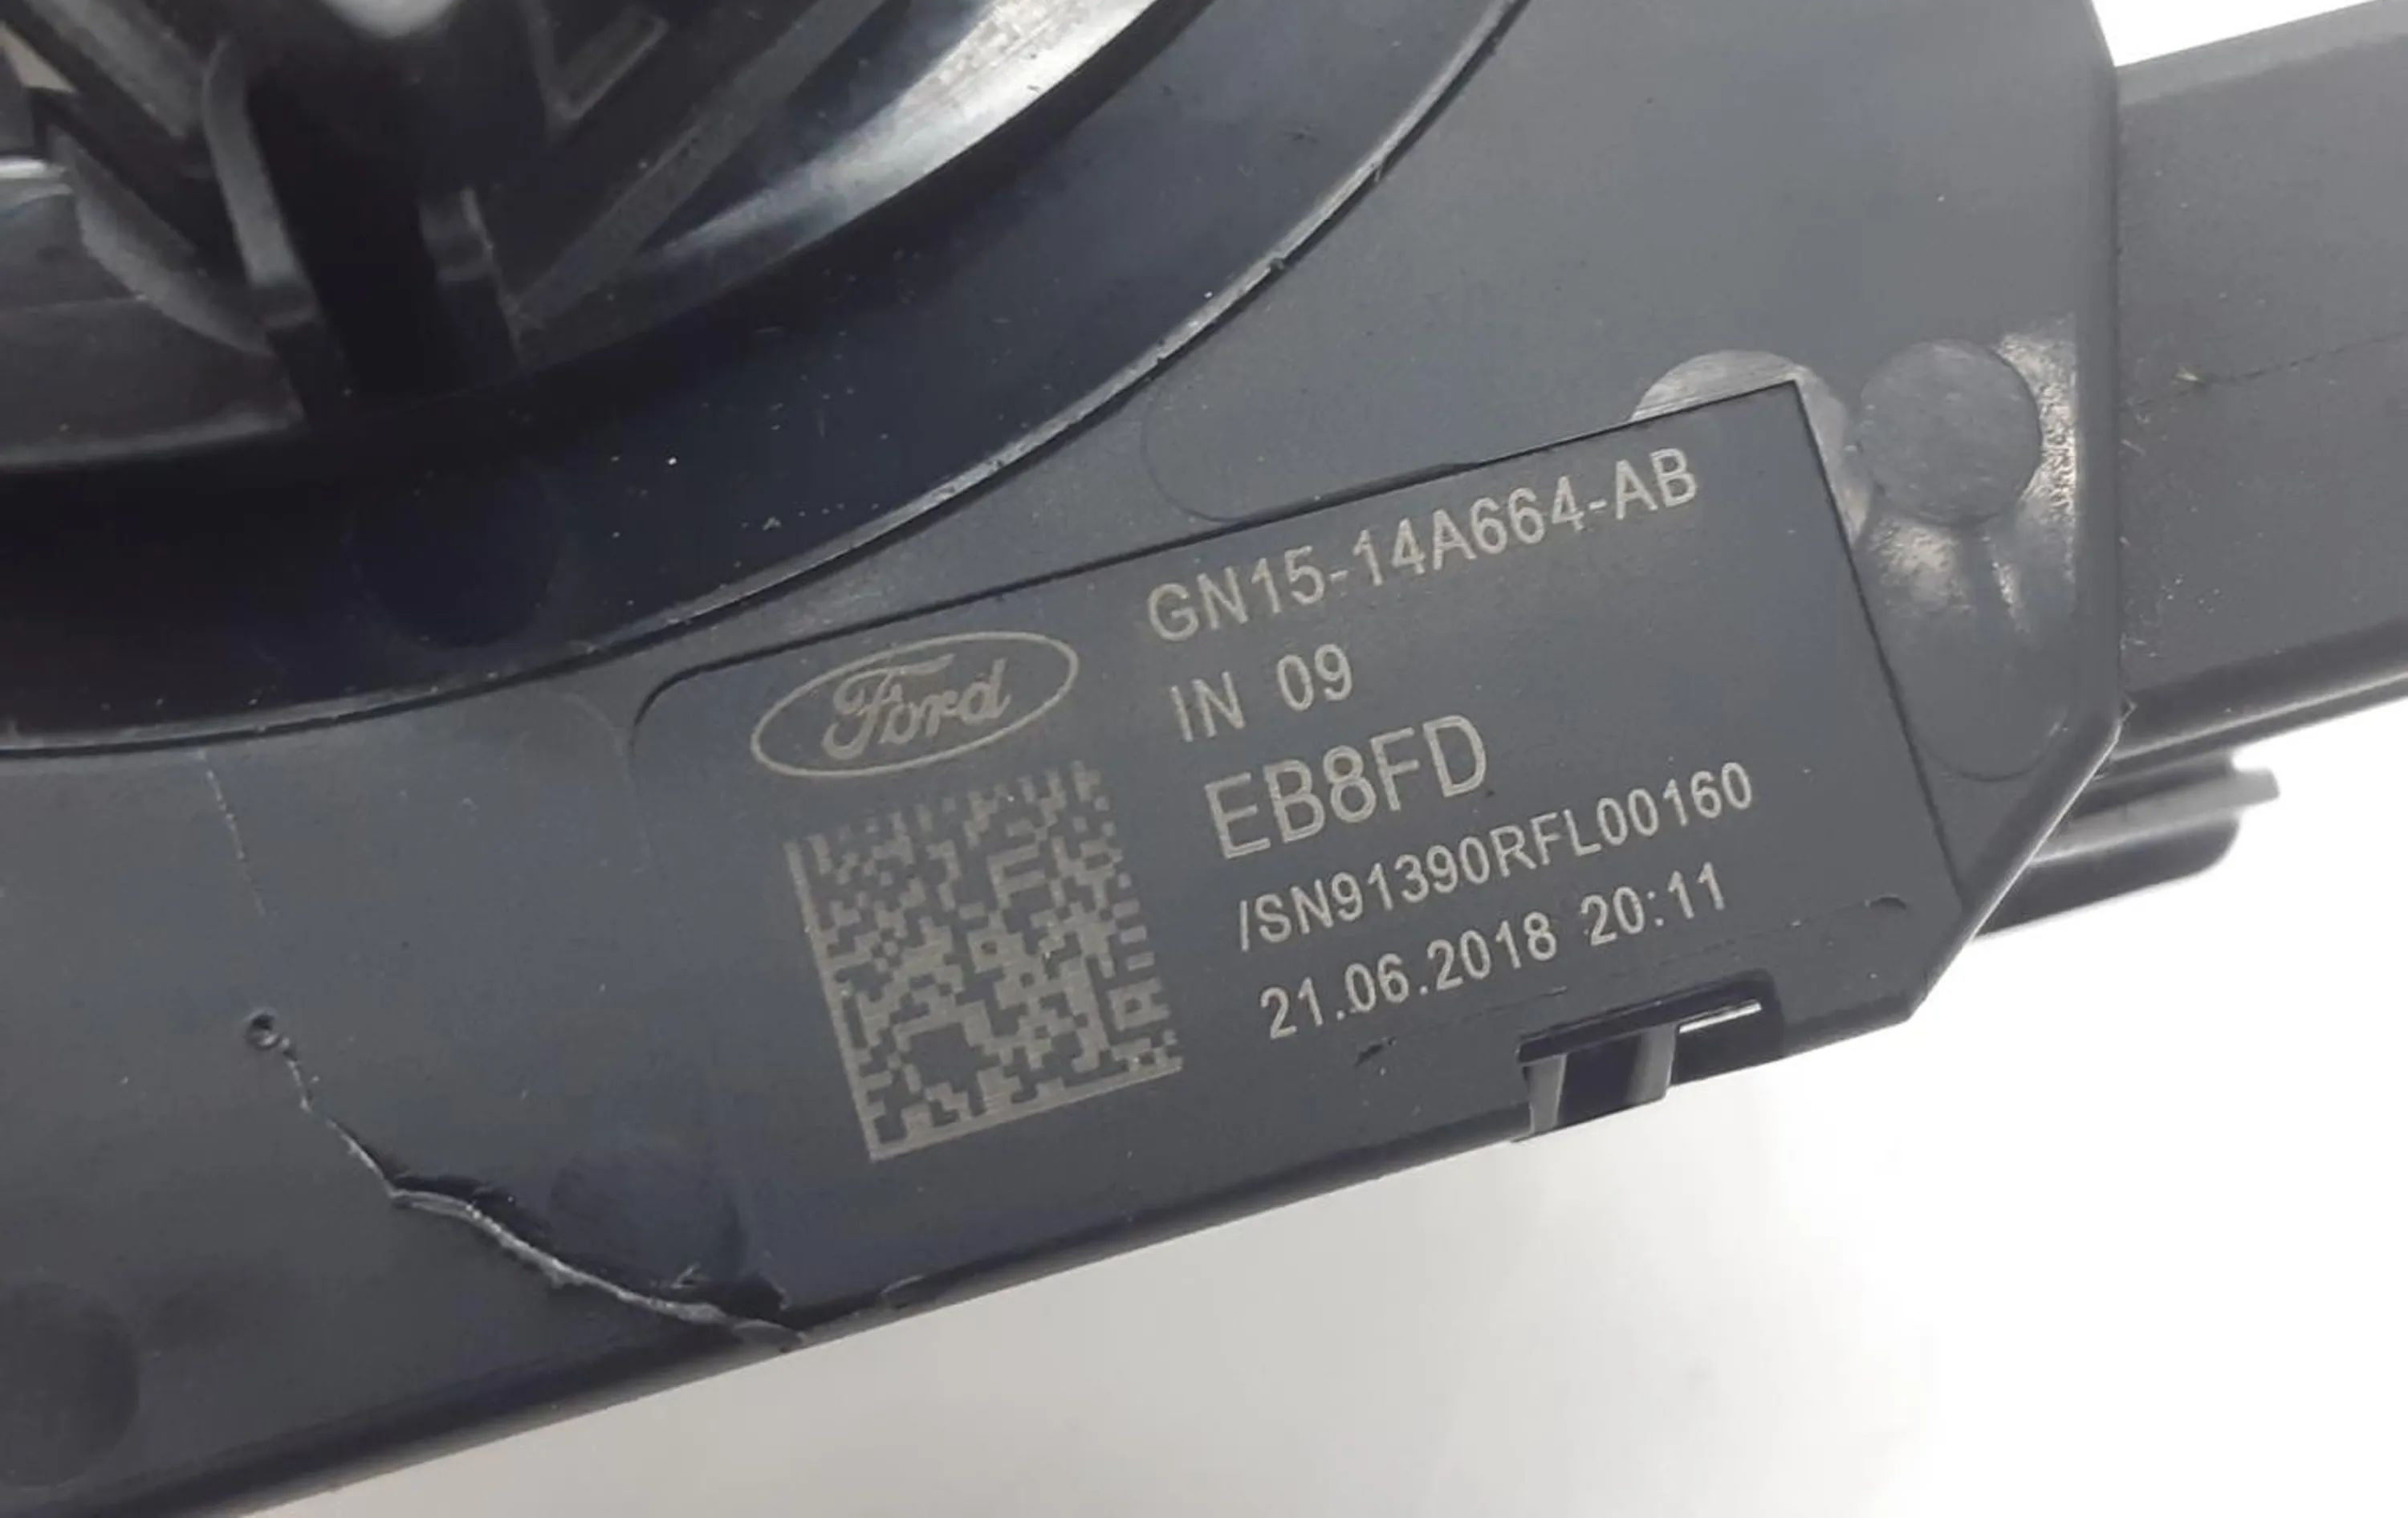 Ford
GN15-14A664-AB
IN 09
EB8FD
/SN91390RFL00160
21.06.2018 20:11